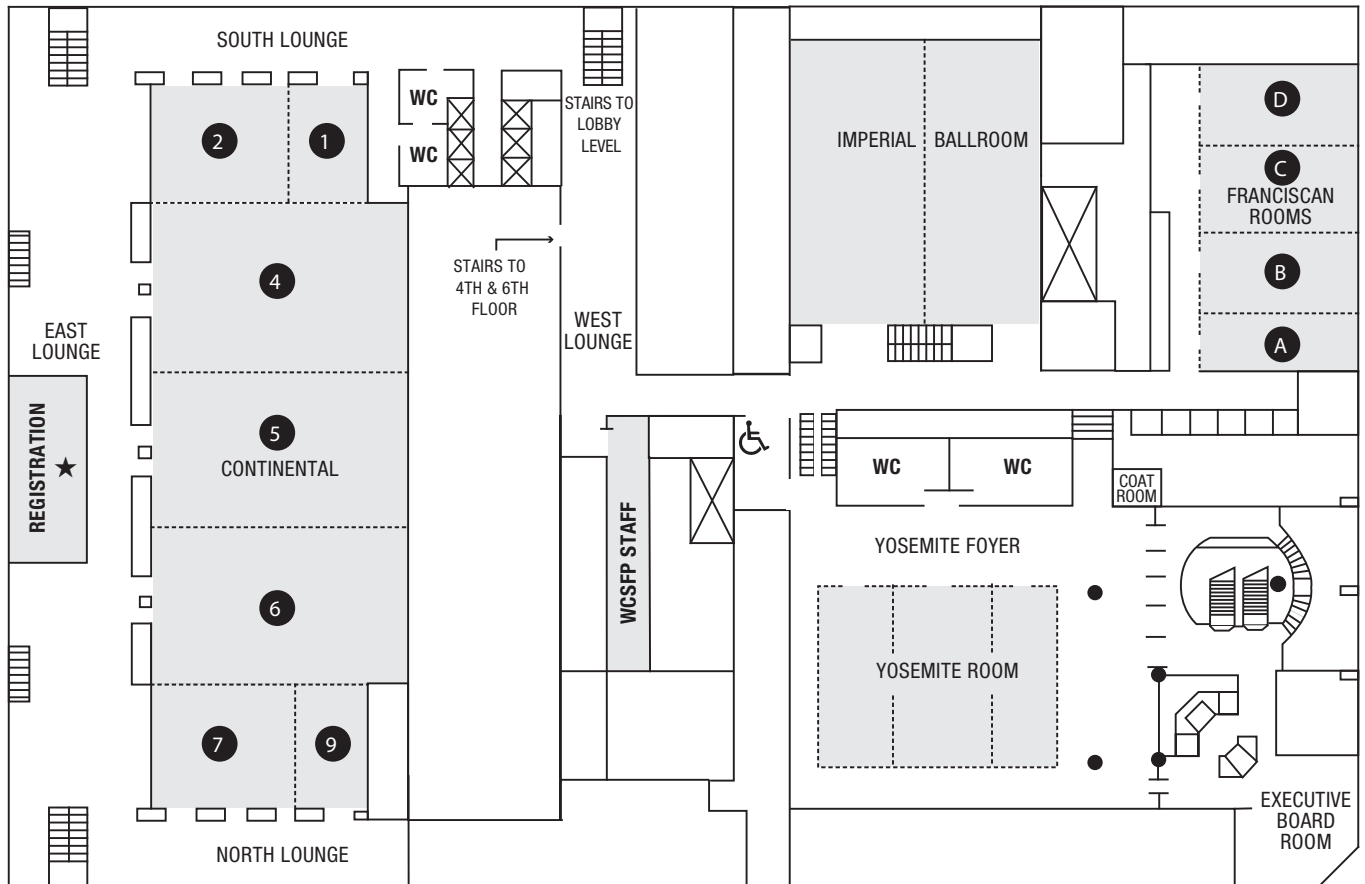 SOUTH LOUNGE
WC
WC
STAIRS TO
LOBBY
LEVEL
2
1
IMPERIAL
BALLROOM
D
C
FRANCISCAN
ROOMS
B
A
4
STAIRS TO
4TH & 6TH
FLOOR
WEST
LOUNGE
EAST
LOUNGE
REGISTRATION
5
CONTINENTAL
WC
WC
COAT
ROOM
WCSFP STAFF
YOSEMITE FOYER
6
YOSEMITE ROOM
7
9
EXECUTIVE
BOARD
ROOM
NORTH LOUNGE